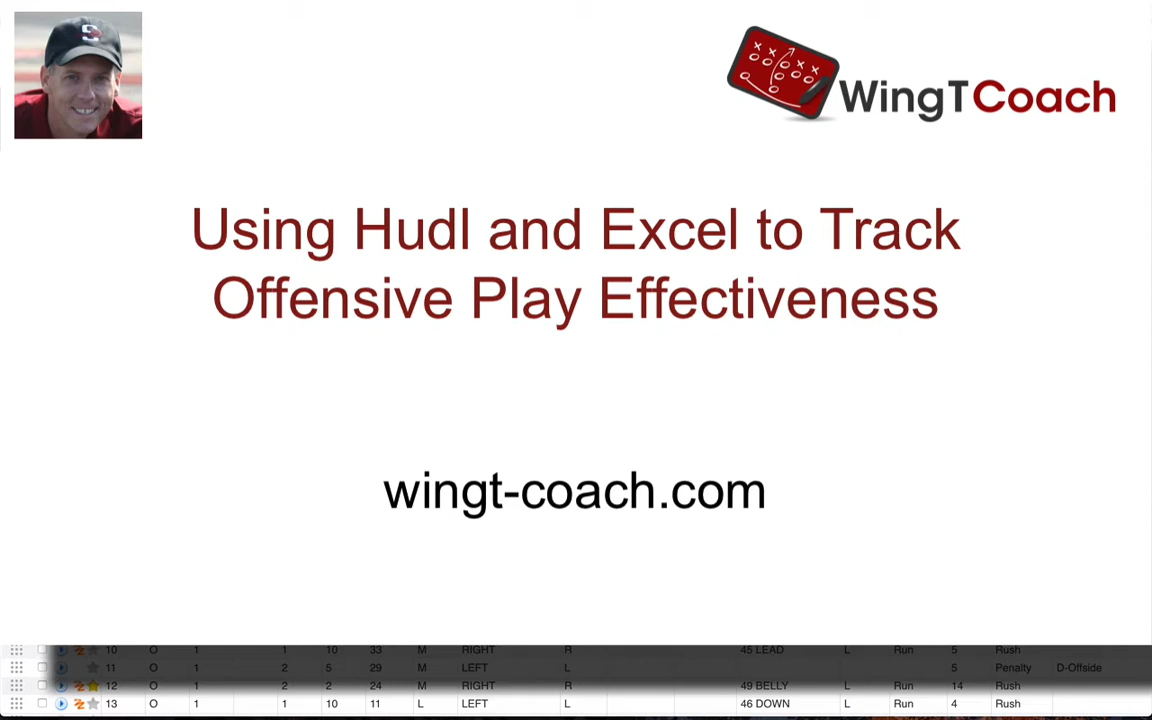 S
WingTCoach
Using Hudl and Excel to Track
Offensive Play Effectiveness
wingt-coach.com
10 O 1 1 10 33 M RIGHT R 45 LEAD L Run 5 Rush
11 O 1 2 5 29 M LEFT L 5 Penalty D-Offside
12 O 1 2 2 24 M RIGHT R 49 BELLY L Run 14 Rush
13 O 1 1 10 11 L LEFT L 46 DOWN L Run 4 Rush